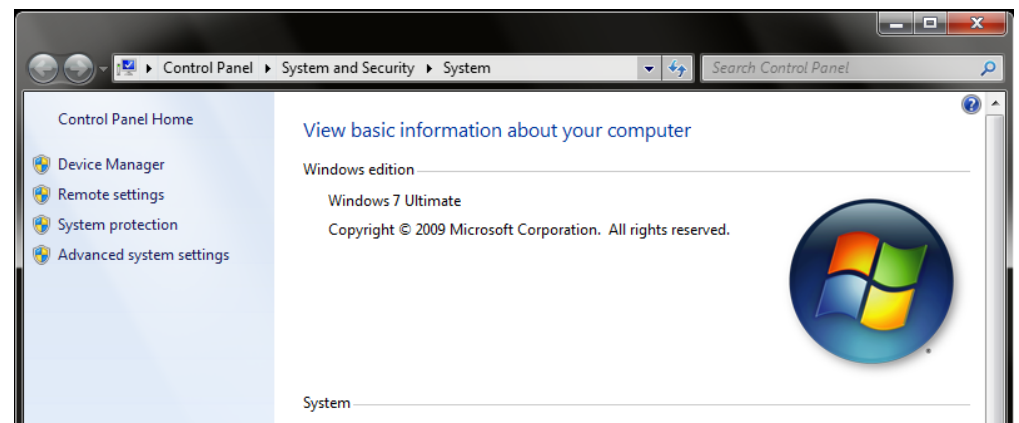 Control Panel ▸ System and Security ▸ System
Search Control Panel
Control Panel Home
Device Manager
Remote settings
System protection
Advanced system settings
View basic information about your computer
Windows edition
Windows 7 Ultimate
Copyright © 2009 Microsoft Corporation.  All rights reserved.
System